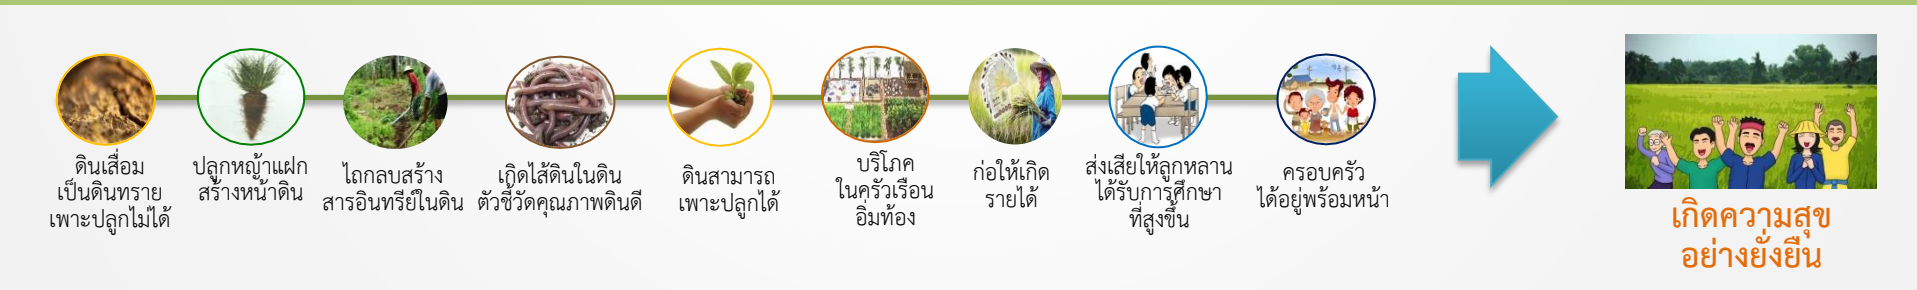 ดินเสื่อม
เป็นดินทราย
เพาะปลูกไม่ได้
ปลูกหญ้าแฝก
สร้างหน้าดิน
ไถกลบสร้าง
สารอินทรีย์ในดิน
เกิดไส้ดินในดิน
ตัวชี้วัดคุณภาพดินดี
ดินสามารถ
เพาะปลูกได้
บริโภค
ในครัวเรือน
อิ่มท้อง
ก่อให้เกิด
รายได้
ส่งเสียให้ลูกหลาน
ได้รับการศึกษา
ที่สูงขึ้น
ครอบครัว
ได้อยู่พร้อมหน้า
เกิดความสุข
อย่างยั่งยืน